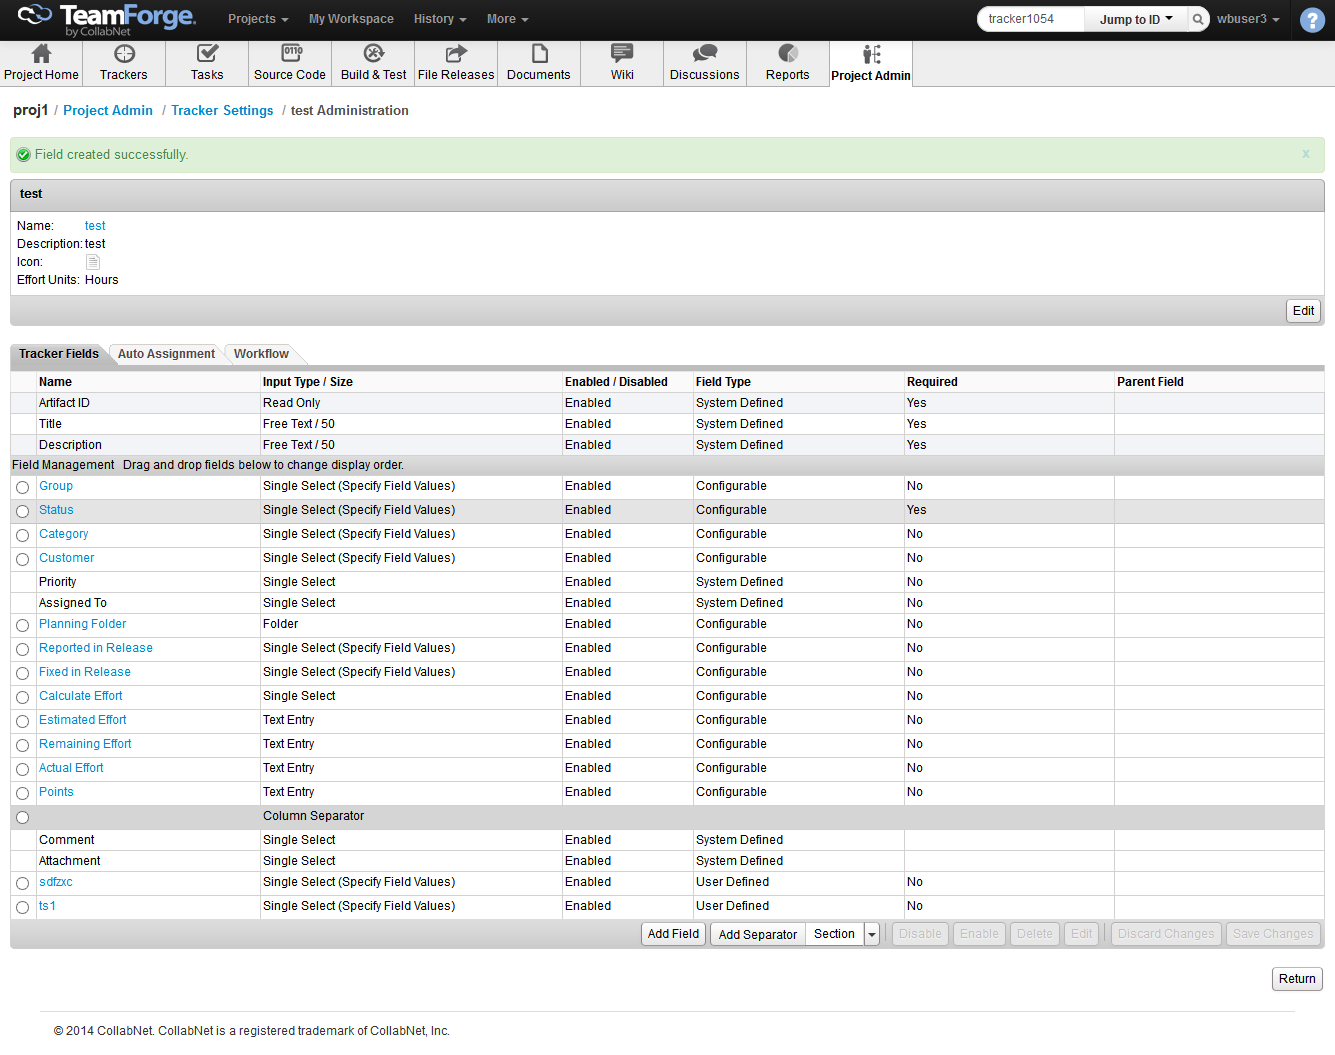 TeamForge.
by CollabNet
Projects My Workspace History More tracker1054 Jump to ID wbuser3 ?
Project Home Trackers Tasks Source Code Build & Test File Releases Documents Wiki Discussions Reports Project Admin
proj1 / Project Admin / Tracker Settings / test Administration
Field created successfully. x
test
Name: test
Description: test
Icon:
Effort Units: Hours
Edit
Tracker Fields Auto Assignment Workflow
Name Input Type / Size Enabled / Disabled Field Type Required Parent Field
Artifact ID Read Only Enabled System Defined Yes
Title Free Text / 50 Enabled System Defined Yes
Description Free Text / 50 Enabled System Defined Yes
Field Management Drag and drop fields below to change display order.
Group Single Select (Specify Field Values) Enabled Configurable No
Status Single Select (Specify Field Values) Enabled Configurable Yes
Category Single Select (Specify Field Values) Enabled Configurable No
Customer Single Select (Specify Field Values) Enabled Configurable No
Priority Single Select Enabled System Defined No
Assigned To Single Select Enabled System Defined No
Planning Folder Folder Enabled Configurable No
Reported in Release Single Select (Specify Field Values) Enabled Configurable No
Fixed in Release Single Select (Specify Field Values) Enabled Configurable No
Calculate Effort Single Select Enabled Configurable No
Estimated Effort Text Entry Enabled Configurable No
Remaining Effort Text Entry Enabled Configurable No
Actual Effort Text Entry Enabled Configurable No
Points Text Entry Enabled Configurable No
Column Separator
Comment Single Select Enabled System Defined
Attachment Single Select Enabled System Defined
sdfzxc Single Select (Specify Field Values) Enabled User Defined No
ts1 Single Select (Specify Field Values) Enabled User Defined No
Add Field Add Separator Section Disable Enable Delete Edit Discard Changes Save Changes
Return
© 2014 CollabNet. CollabNet is a registered trademark of CollabNet, Inc.